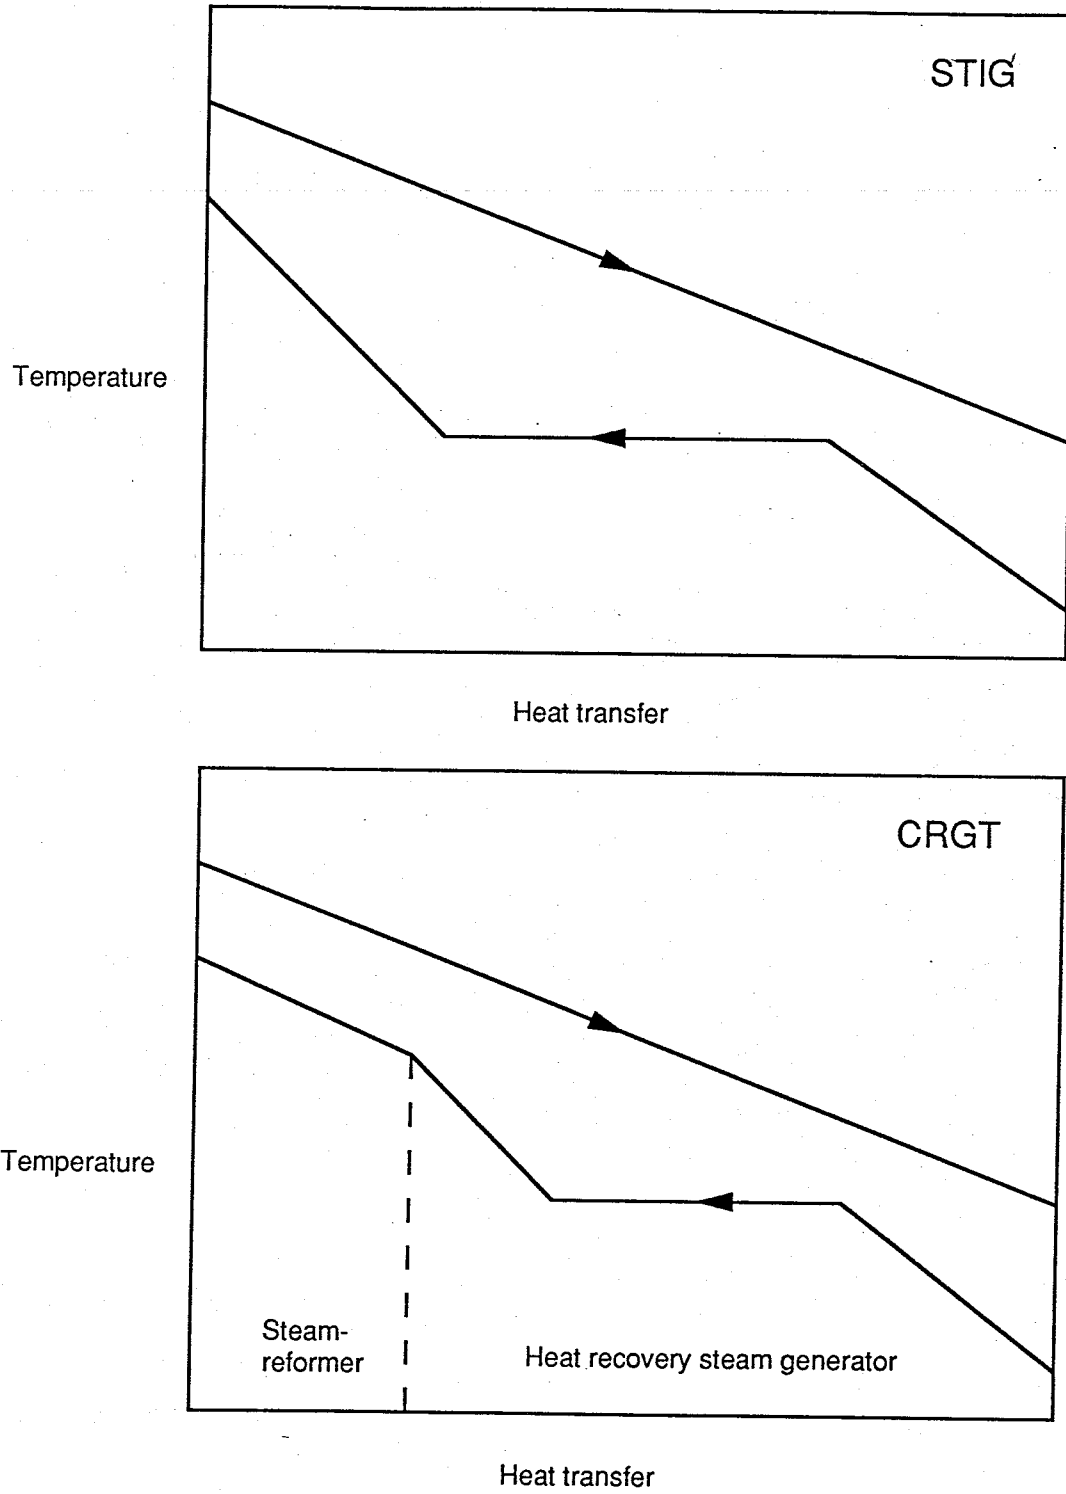 STIG
Temperature
Heat transfer
CRGT
Temperature
Steam-
reformer
Heat recovery steam generator
Heat transfer